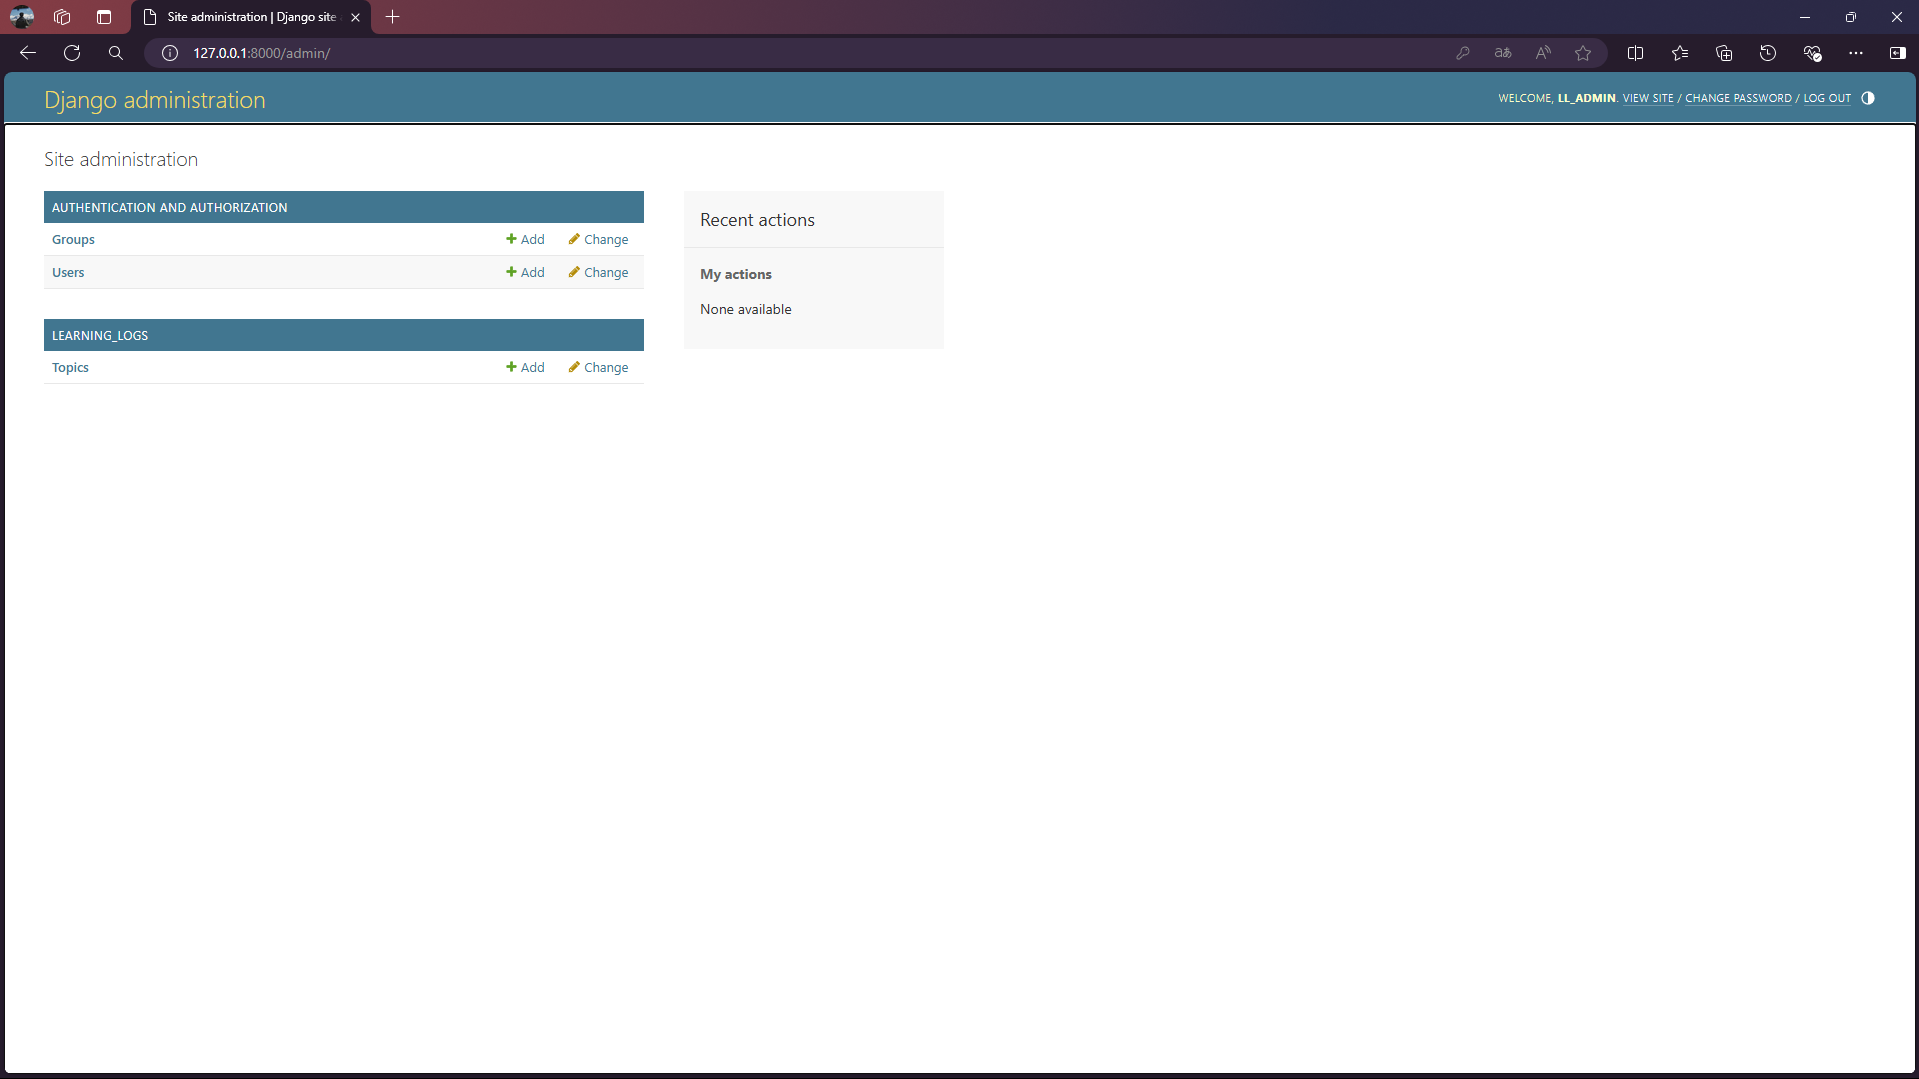 Site administration | Django site
127.0.0.1:8000/admin/
Django administration
WELCOME, LL_ADMIN. VIEW SITE / CHANGE PASSWORD / LOG OUT
Site administration
AUTHENTICATION AND AUTHORIZATION
Groups Add Change
Users Add Change
LEARNING_LOGS
Topics Add Change
Recent actions
My actions
None available